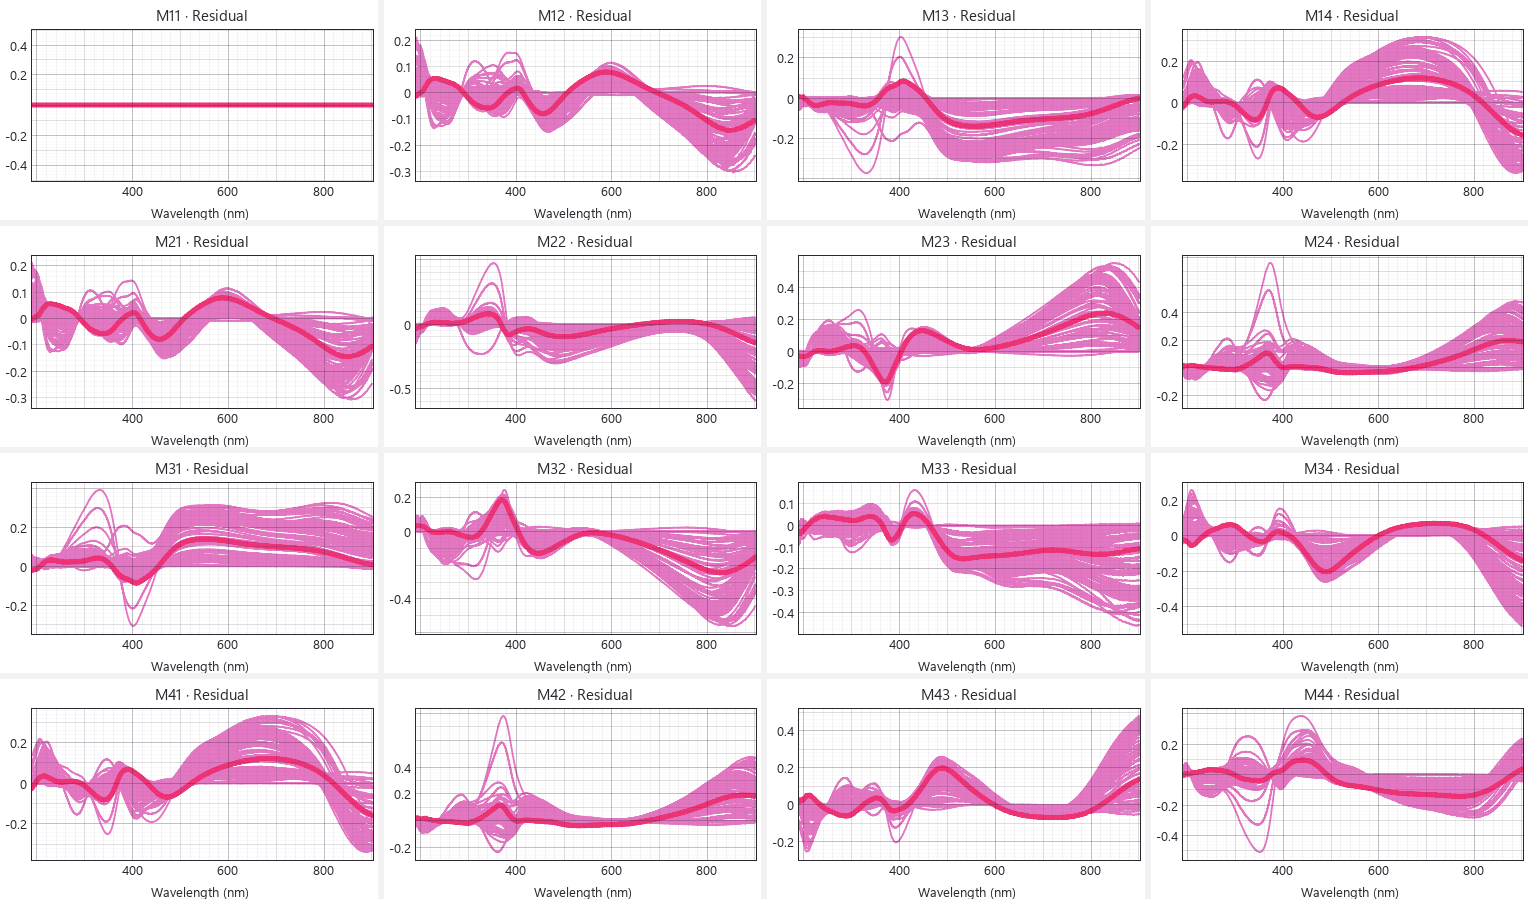 M11 · Residual
0.4
0.2
0
-0.2
-0.4
400 600 800
Wavelength (nm)
M12 · Residual
0.2
0.1
0
-0.1
-0.2
-0.3
400 600 800
Wavelength (nm)
M13 · Residual
0.2
0
-0.2
400 600 800
Wavelength (nm)
M14 · Residual
0.2
0
-0.2
400 600 800
Wavelength (nm)
M21 · Residual
0.2
0.1
0
-0.1
-0.2
-0.3
400 600 800
Wavelength (nm)
M22 · Residual
0
-0.5
400 600 800
Wavelength (nm)
M23 · Residual
0.4
0.2
0
-0.2
400 600 800
Wavelength (nm)
M24 · Residual
0.4
0.2
0
-0.2
400 600 800
Wavelength (nm)
M31 · Residual
0.2
0
-0.2
400 600 800
Wavelength (nm)
M32 · Residual
0.2
0
-0.4
400 600 800
Wavelength (nm)
M33 · Residual
0.1
0
-0.1
-0.2
-0.3
-0.4
400 600 800
Wavelength (nm)
M34 · Residual
0.2
0
-0.2
-0.4
400 600 800
Wavelength (nm)
M41 · Residual
0.2
0
-0.2
400 600 800
Wavelength (nm)
M42 · Residual
0.4
0.2
0
-0.2
400 600 800
Wavelength (nm)
M43 · Residual
0.4
0.2
0
-0.2
400 600 800
Wavelength (nm)
M44 · Residual
0.2
0
-0.2
-0.4
400 600 800
Wavelength (nm)